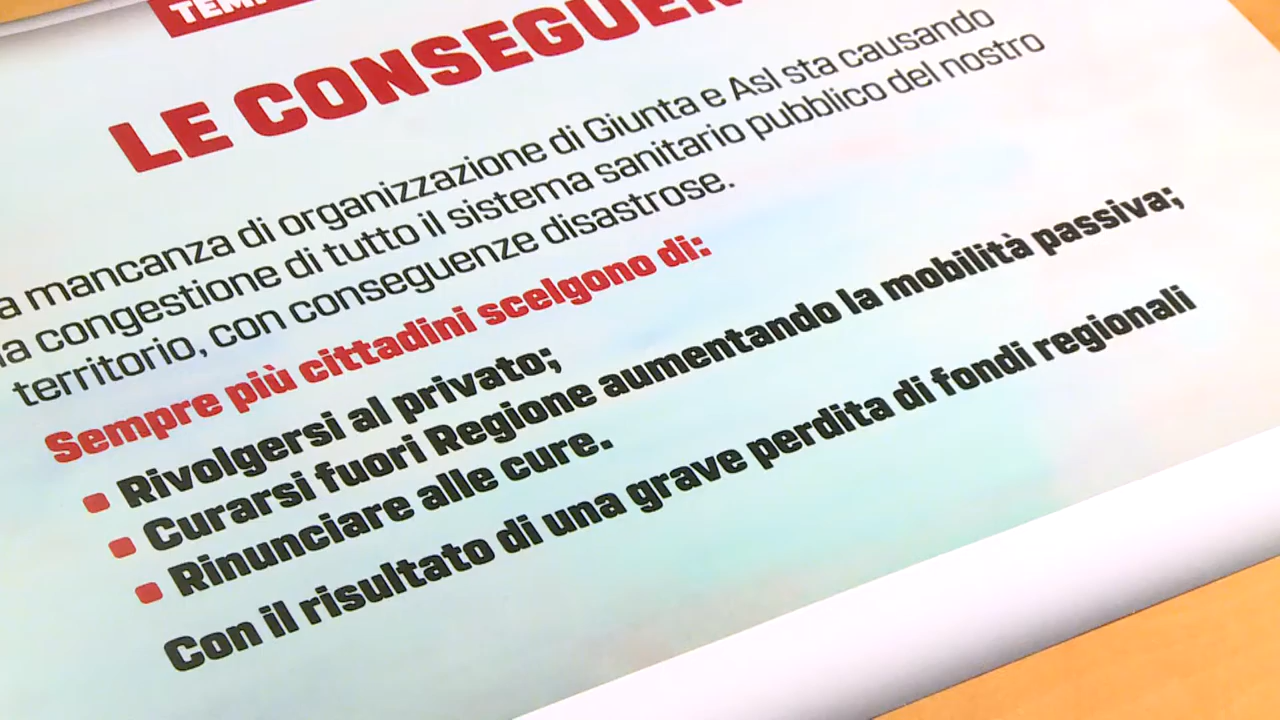 TEMP
LE CONSEGUEN
a mancanza di organizzazione di Giunta e Asl sta causando
la congestione di tutto il sistema sanitario pubblico del nostro
territorio, con conseguenze disastrose.
Sempre più cittadini scelgono di:
Rivolgersi al privato;
Curarsi fuori Regione aumentando la mobilità passiva;
Rinunciare alle cure.
Con il risultato di una grave perdita di fondi regionali